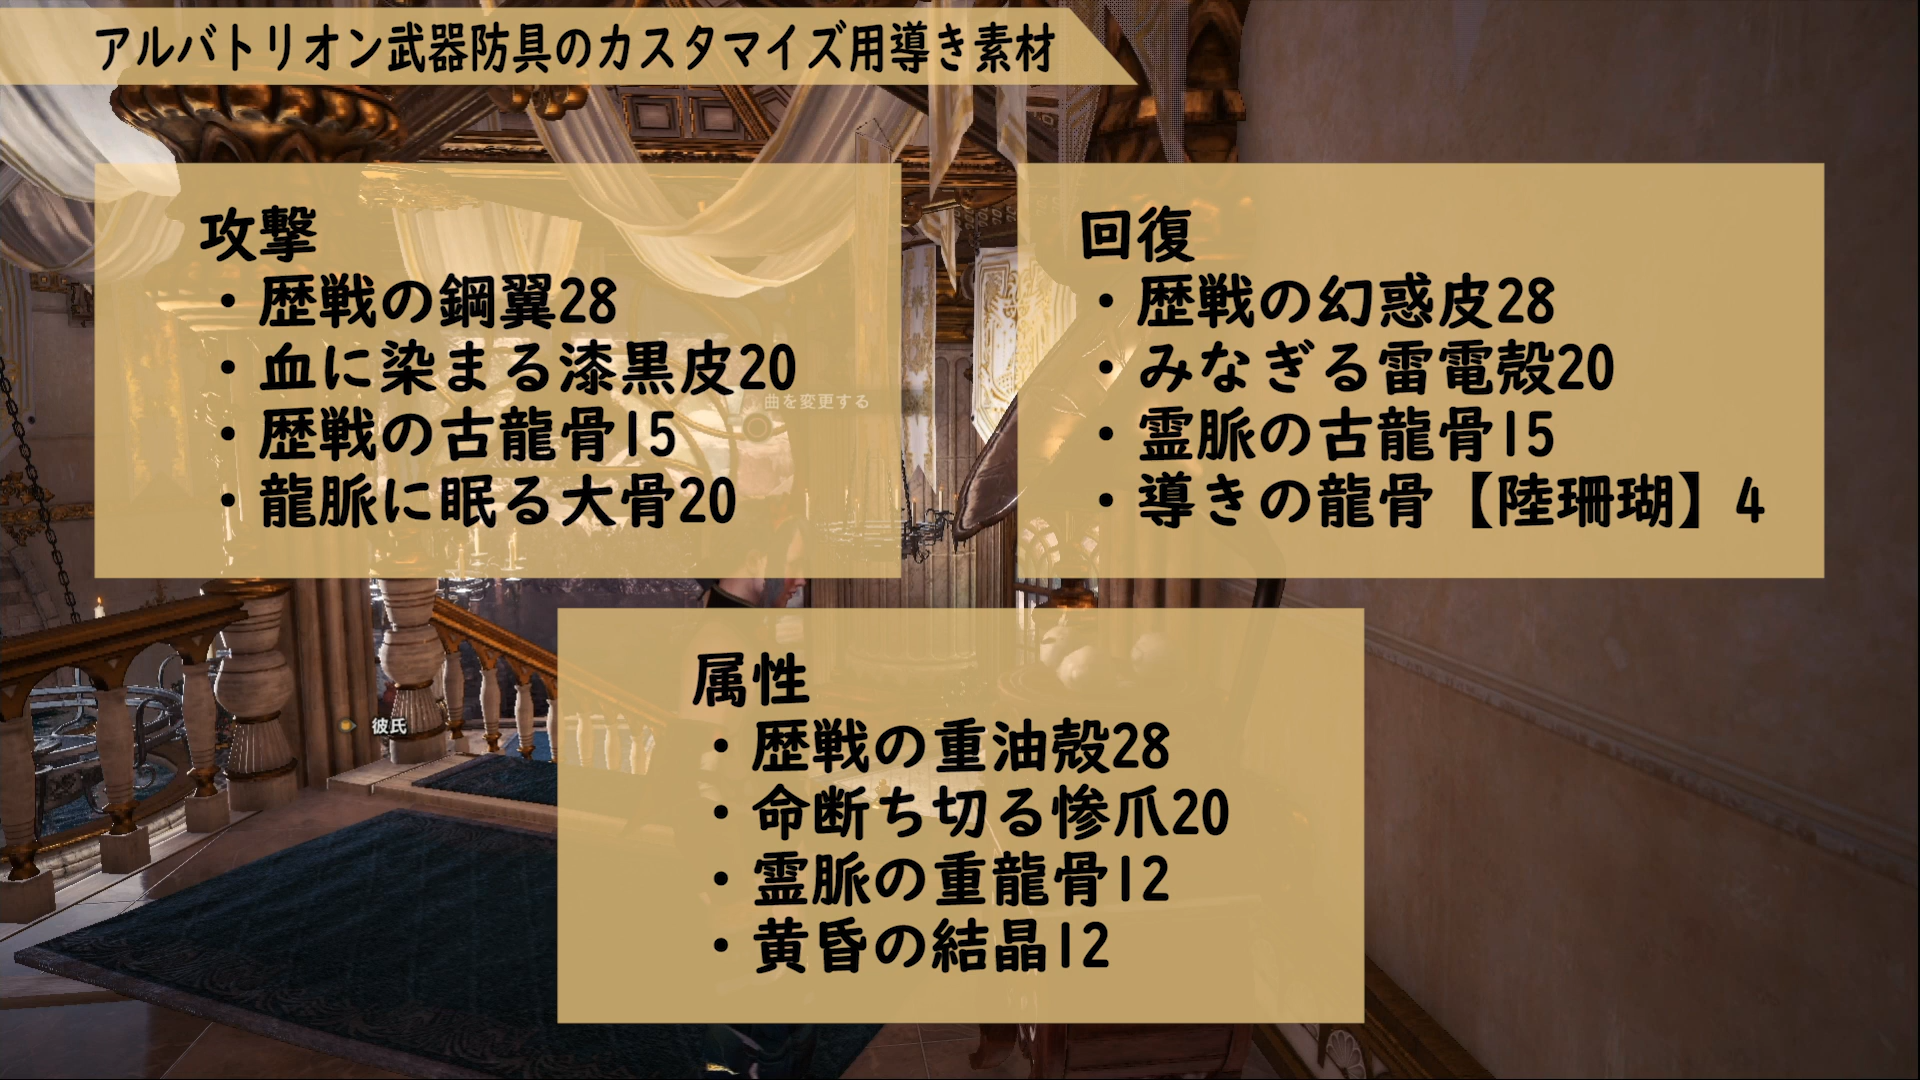 アルバトリオン武器防具のカスタマイズ用導き素材
攻撃
・歴戦の鋼翼28
・血に染まる漆黒皮20
・歴戦の古龍骨15
・龍脈に眠る大骨20
曲を変更する
回復
・歴戦の幻惑皮28
・みなぎる雷電殻20
・霊脈の古龍骨15
・導きの龍骨【陸珊瑚】4
彼氏
属性
・歴戦の重油殻28
・命断ち切る惨爪20
・霊脈の重龍骨12
・黄昏の結晶12